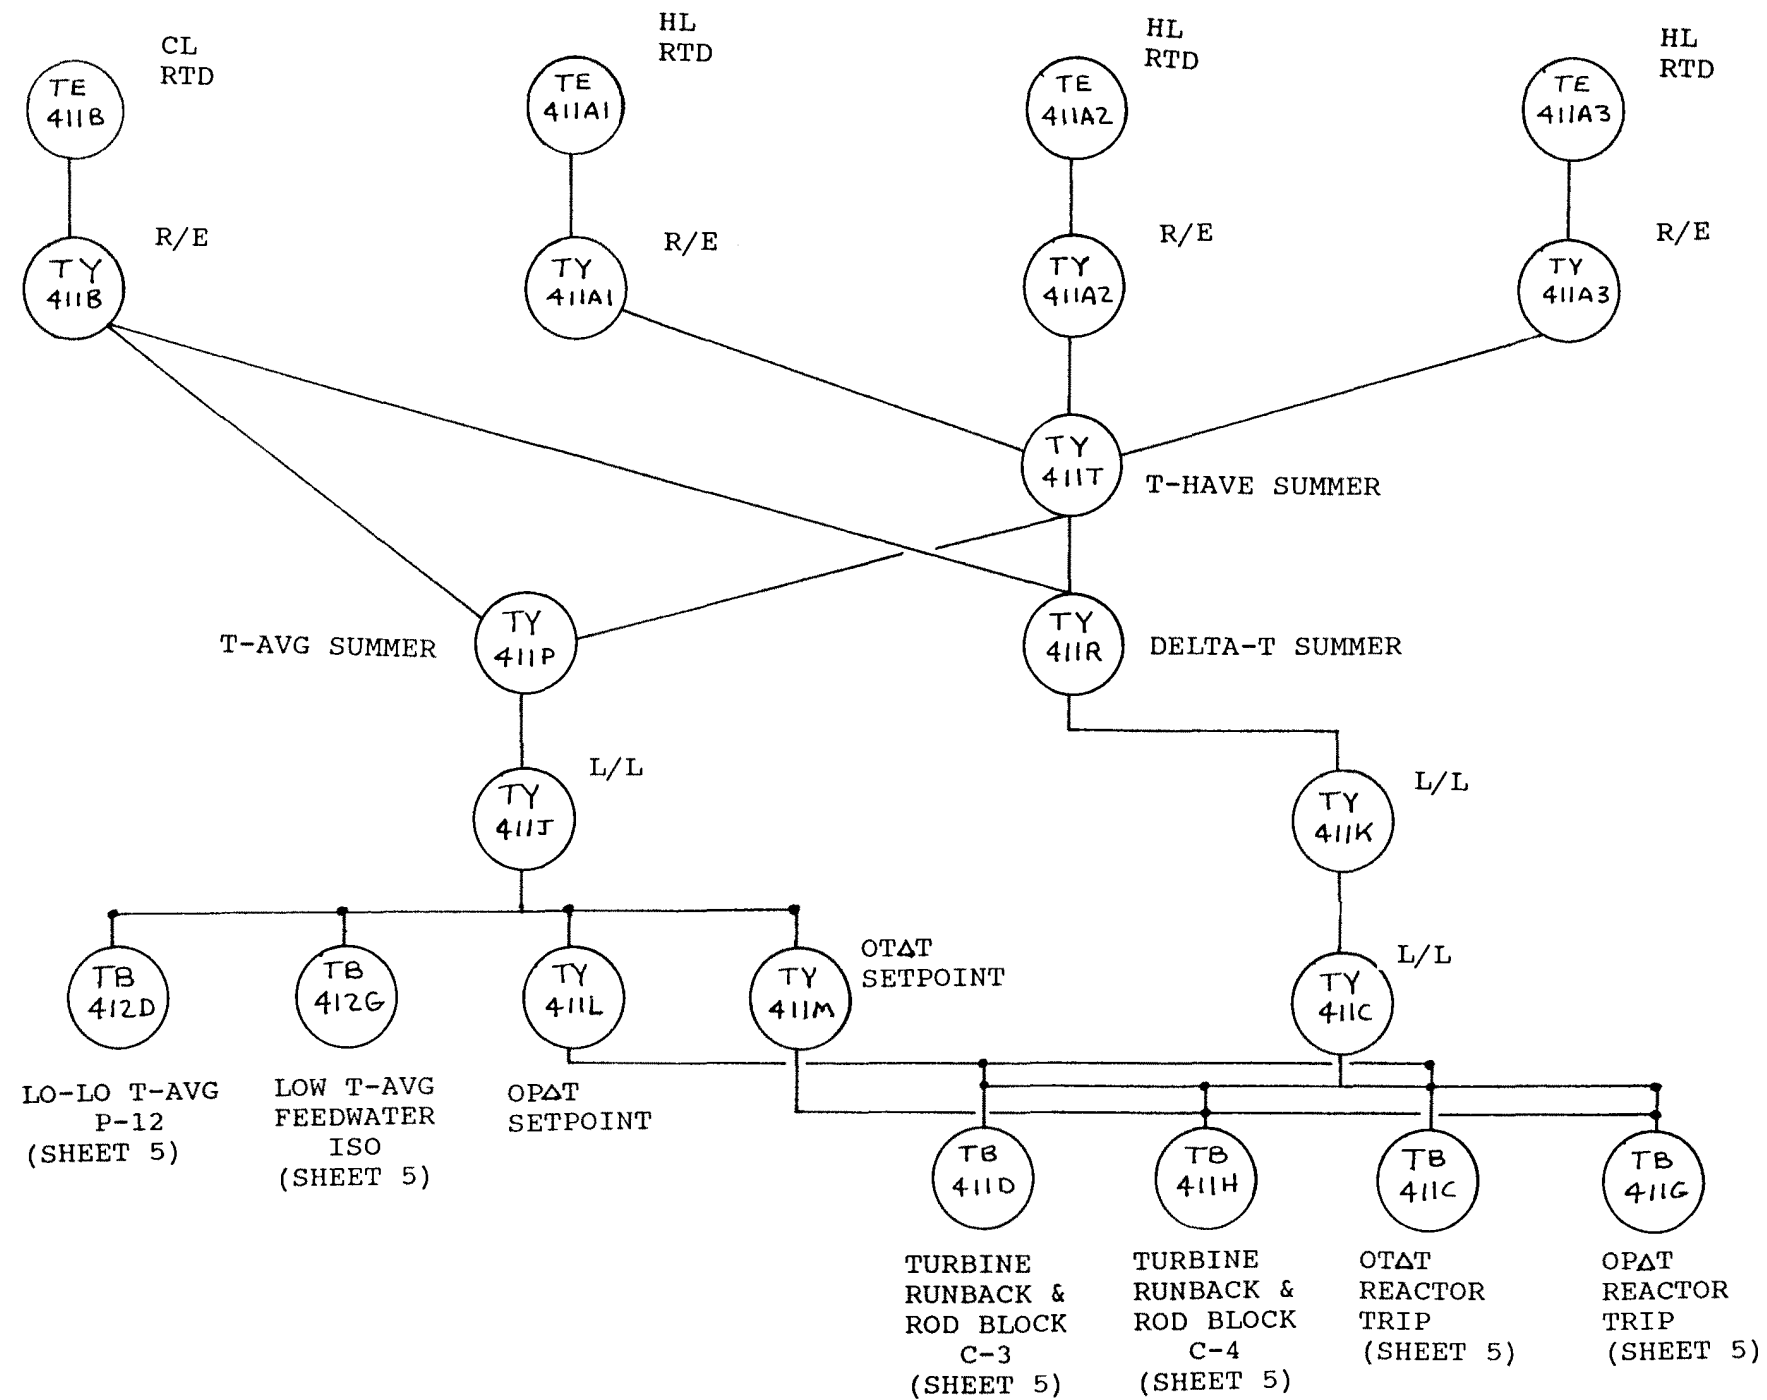 CL
RTD
HL
RTD
HL
RTD
HL
RTD
TE
411B
TE
411A1
TE
411A2
TE
411A3
R/E
R/E
R/E
R/E
TY
411B
TY
411A1
TY
411A2
TY
411A3
TY
411T
T-HAVE SUMMER
T-AVG SUMMER
TY
411P
TY
411R
DELTA-T SUMMER
L/L
TY
411J
L/L
TY
411K
TB
412D
TB
412G
TY
411L
TY
411M
OTΔT
SETPOINT
L/L
TY
411C
LO-LO T-AVG
P-12
(SHEET 5)
LOW T-AVG
FEEDWATER
ISO
(SHEET 5)
OPΔT
SETPOINT
TB
411D
TB
411H
TB
411C
TB
411G
TURBINE
RUNBACK &
ROD BLOCK
C-3
(SHEET 5)
TURBINE
RUNBACK &
ROD BLOCK
C-4
(SHEET 5)
OTΔT
REACTOR
TRIP
(SHEET 5)
OPΔT
REACTOR
TRIP
(SHEET 5)